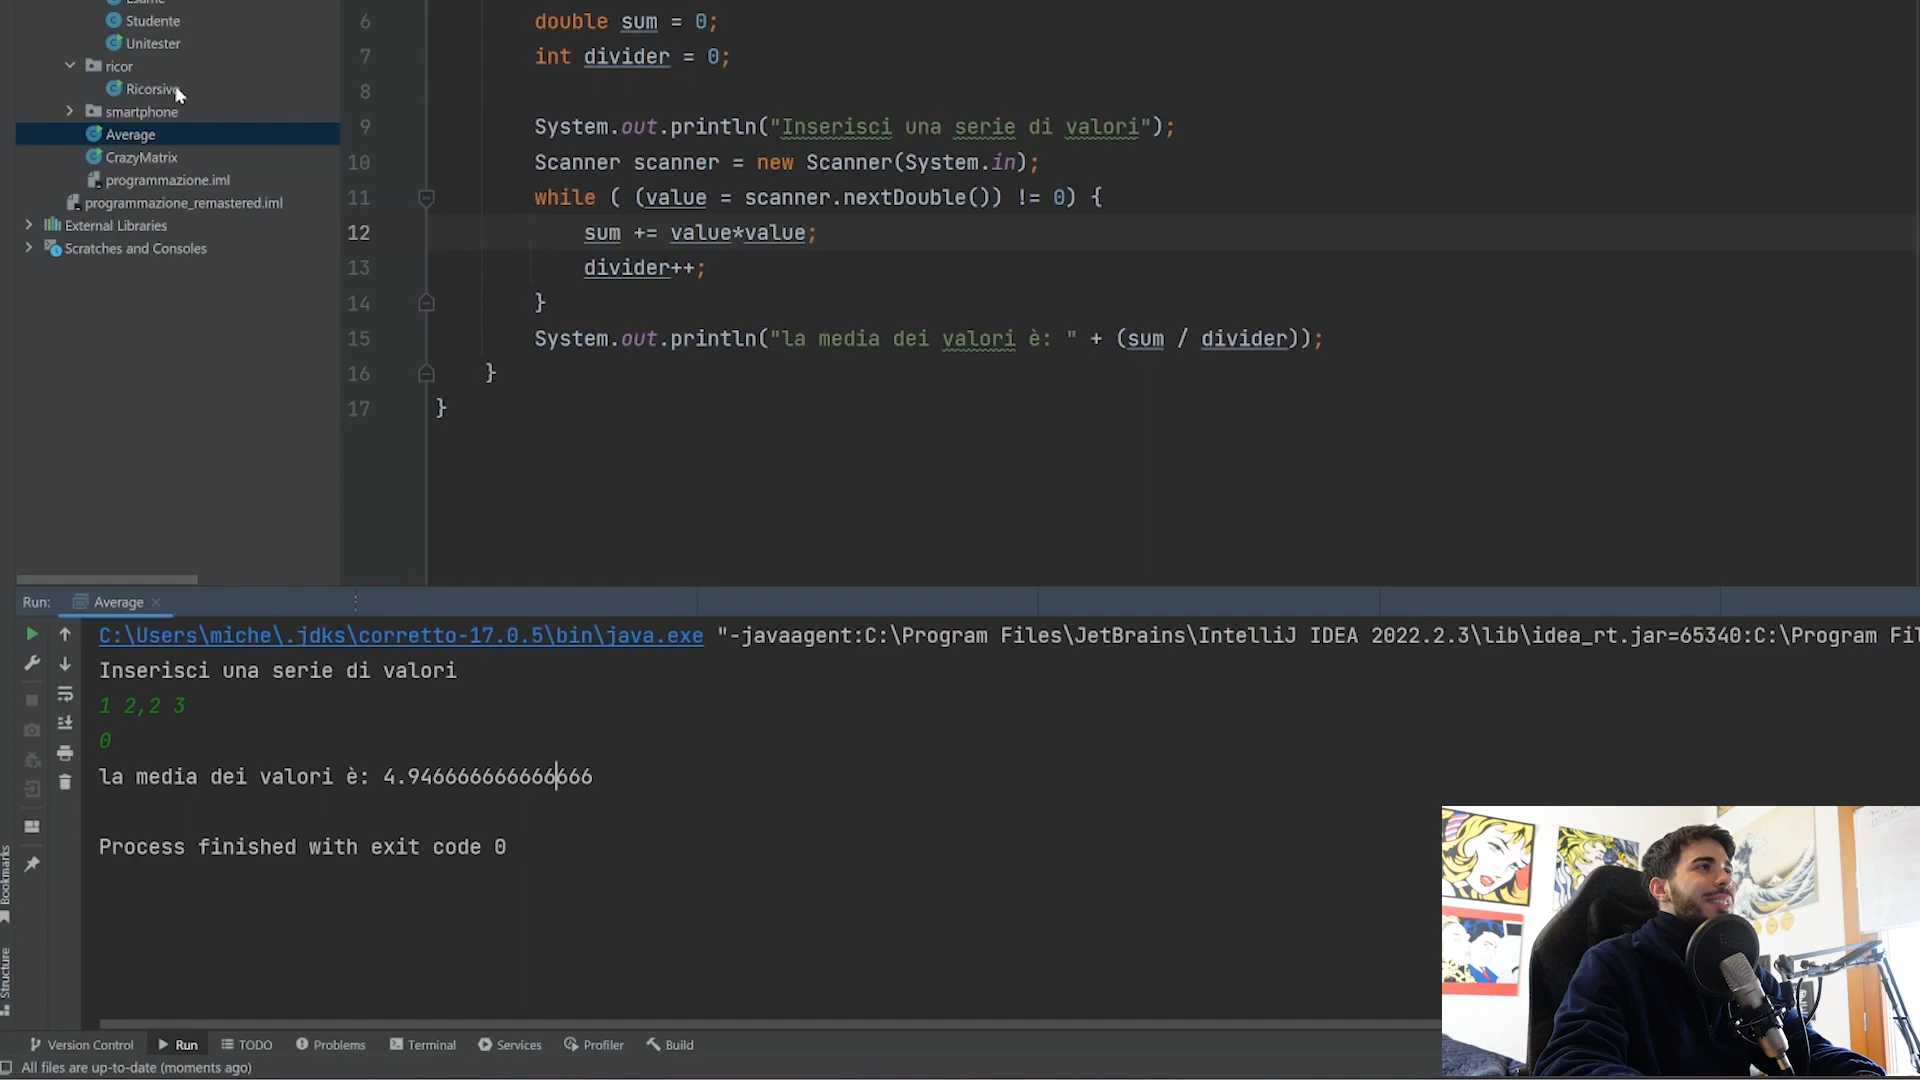 Studente
Unitester
ricor
Ricorsive
smartphone
Average
CrazyMatrix
programmazione.iml
programmazione_remastered.iml
External Libraries
Scratches and Consoles
6 double sum = 0;
7 int divider = 0;
8
9 System.out.println("Inserisci una serie di valori");
10 Scanner scanner = new Scanner(System.in);
11 while ( (value = scanner.nextDouble()) != 0) {
12 sum += value*value;
13 divider++;
14 }
15 System.out.println("la media dei valori è: " + (sum / divider));
16 }
17 }
Run: Average
C:\Users\miche\.jdks\corretto-17.0.5\bin\java.exe "-javaagent:C:\Program Files\JetBrains\IntelliJ IDEA 2022.2.3\lib\idea_rt.jar=65340:C:\Program Fil
Inserisci una serie di valori
1 2,2 3
0
la media dei valori è: 4.946666666666666
Process finished with exit code 0
Bookmarks
Structure
Version Control Run TODO Problems Terminal Services Profiler Build
All files are up-to-date (moments ago)